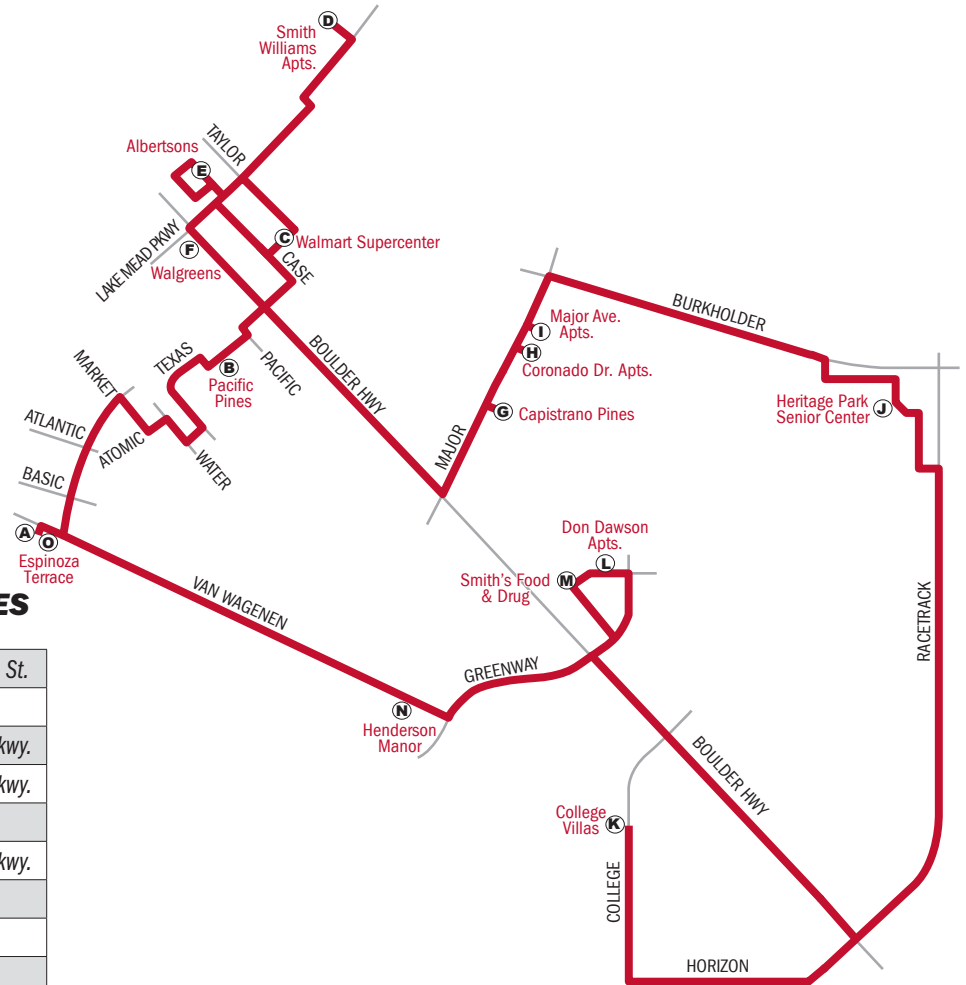 D
Smith
Williams
Apts.
TAYLOR
Albertsons
E
C
Walmart Supercenter
LAKE MEAD PKWY
F
Walgreens
CASE
BURKHOLDER
I
Major Ave.
Apts.
H
Coronado Dr. Apts.
G
Capistrano Pines
MAJOR
BOULDER HWY
TEXAS
B
Pacific
Pines
PACIFIC
MARKET
ATLANTIC
ATOMIC
WATER
BASIC
Heritage Park
Senior Center
J
A
O
Espinoza
Terrace
Don Dawson
Apts.
L
Smith's Food
& Drug
M
VAN WAGENEN
GREENWAY
RACETRACK
N
Henderson
Manor
BOULDER HWY
College
Villas
K
COLLEGE
HORIZON
ES
St.
kwy.
kwy.
kwy.